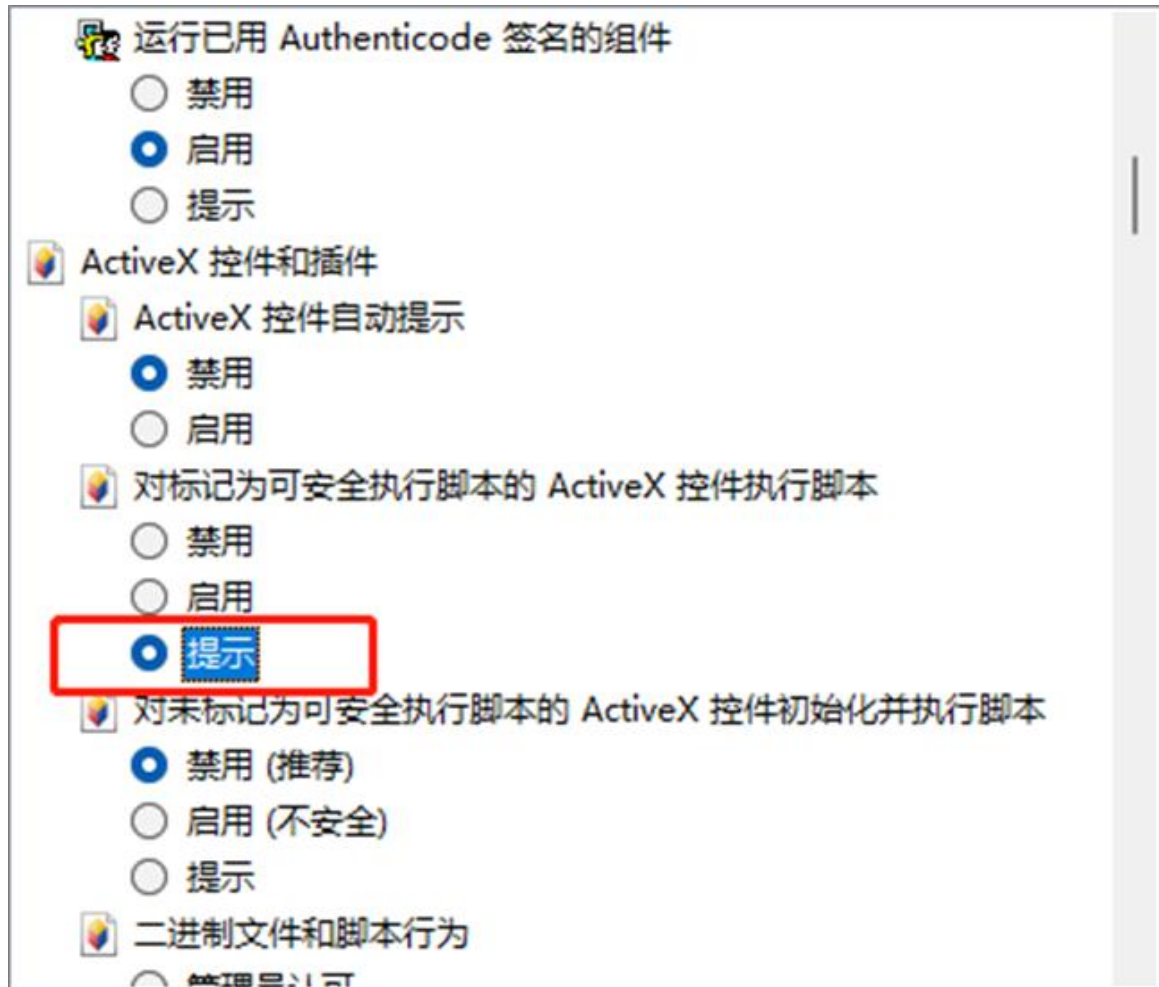 运行已用 Authenticode 签名的组件
禁用
启用
提示
ActiveX 控件和插件
ActiveX 控件自动提示
禁用
启用
对标记为可安全执行脚本的 ActiveX 控件执行脚本
禁用
启用
提示
对未标记为可安全执行脚本的 ActiveX 控件初始化并执行脚本
禁用 (推荐)
启用 (不安全)
提示
二进制文件和脚本行为
管理员认可